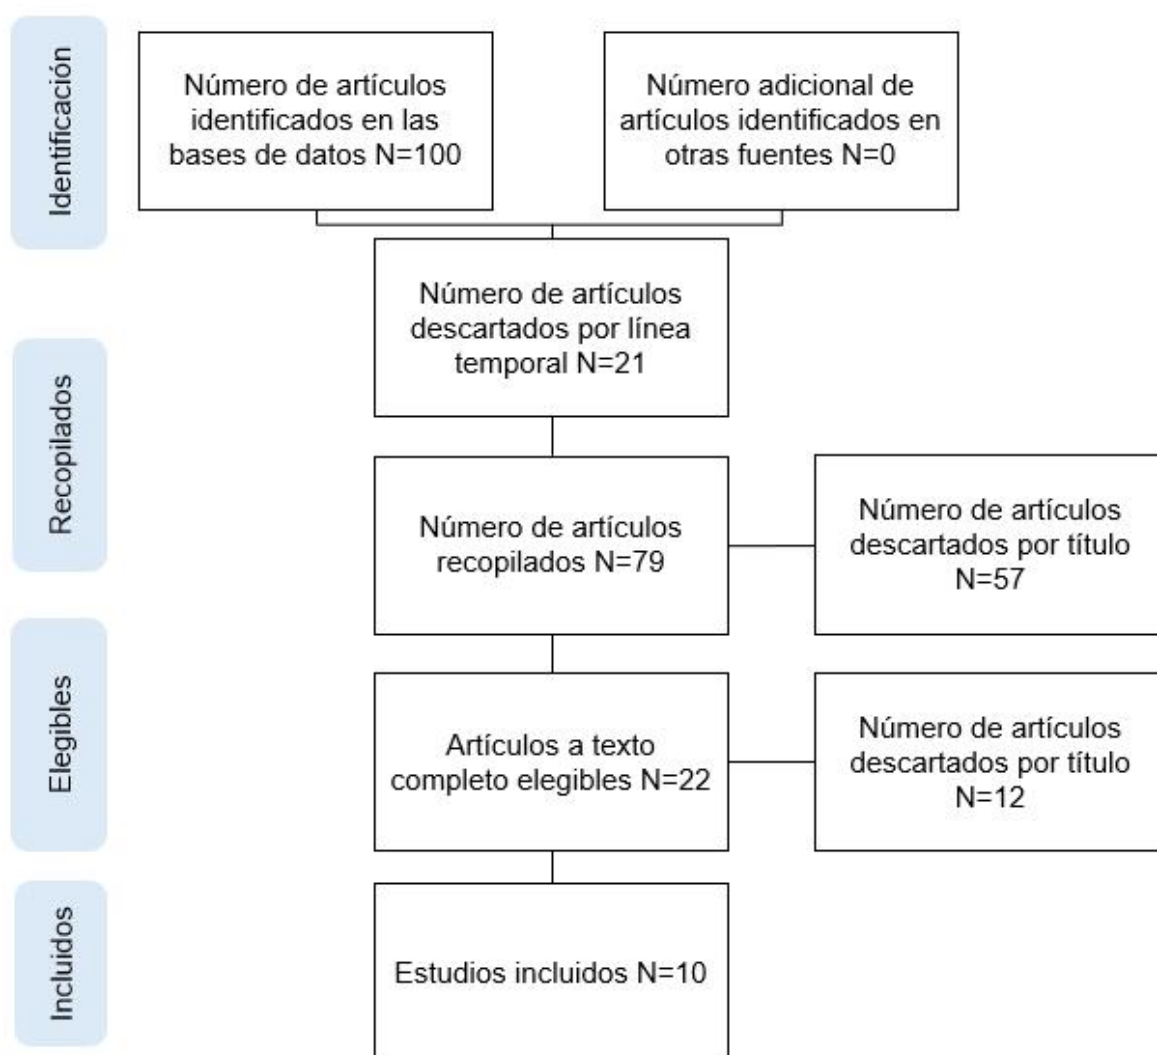 Identificación
Número de artículos
identificados en las
bases de datos N=100
Número adicional de
artículos identificados en
otras fuentes N=0
Número de artículos
descartados por línea
temporal N=21
Recopilados
Número de artículos
recopilados N=79
Número de artículos
descartados por título
N=57
Elegibles
Artículos a texto
completo elegibles N=22
Número de artículos
descartados por título
N=12
Incluidos
Estudios incluidos N=10